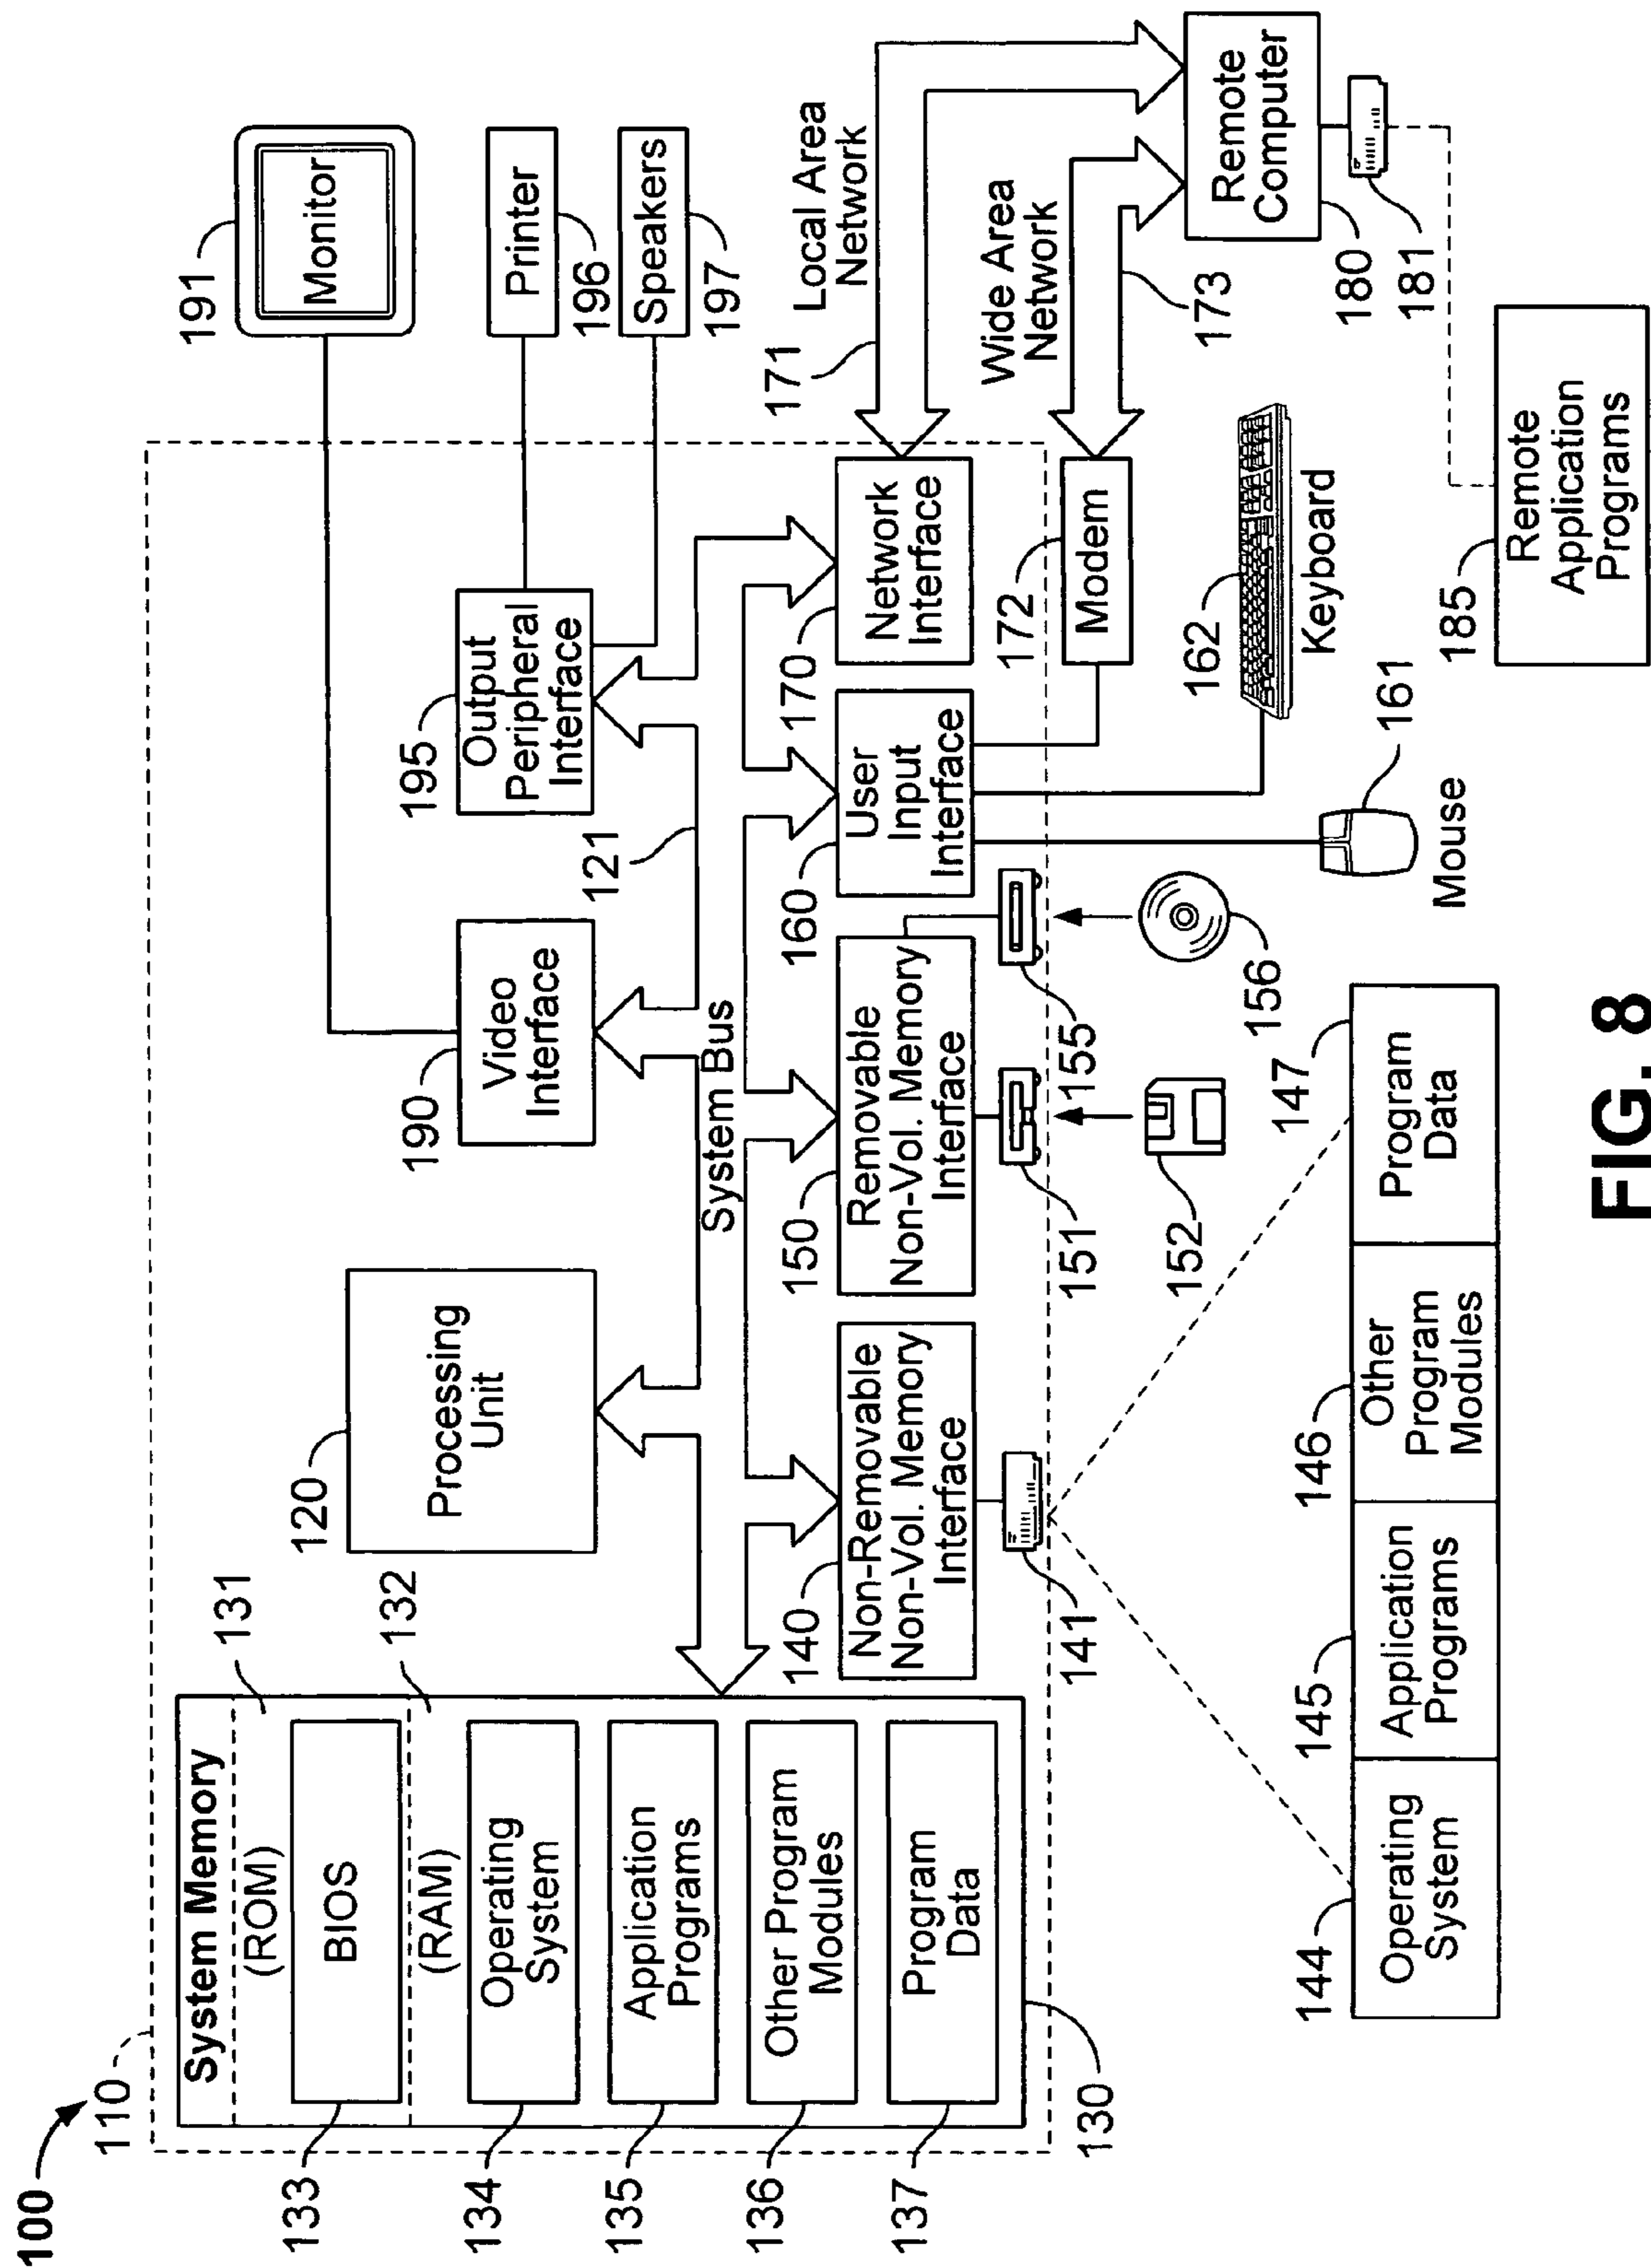 100
110
System Memory
(ROM)
131
BIOS
133
(RAM)
132
Operating
System
134
Application
Programs
135
Other Program
Modules
136
Program
Data
137
130
120
Processing
Unit
190
Video
Interface
195
Output
Peripheral
Interface
121
System Bus
191
Monitor
Printer
196
Speakers
197
140
Non-Removable
Non-Vol. Memory
Interface
141
150
Removable
Non-Vol. Memory
Interface
151
155
152
156
160
User
Input
Interface
170
Network
Interface
171
Local Area
Network
172
Modem
Wide Area
Network
173
Remote
Computer
180
181
162
Keyboard
161
Mouse
185
Remote
Application
Programs
144
Operating
System
145
Application
Programs
146
Other
Program
Modules
147
Program
Data
FIG. 8